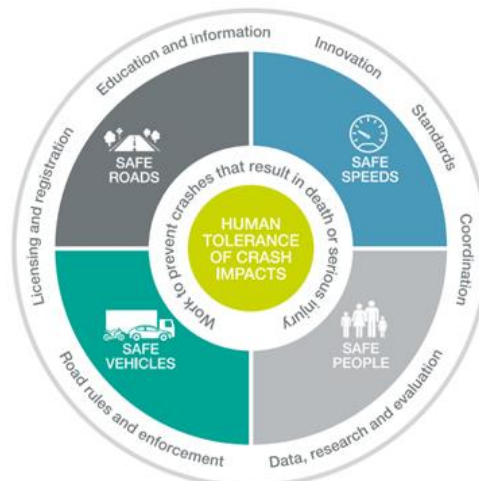 Education and information
Innovation
Standards
Coordination
Data, research and evaluation
Road rules and enforcement
Licensing and registration
SAFE
ROADS
SAFE
SPEEDS
SAFE
PEOPLE
SAFE
VEHICLES
Work to prevent crashes that result in death or serious injury
HUMAN
TOLERANCE
OF CRASH
IMPACTS